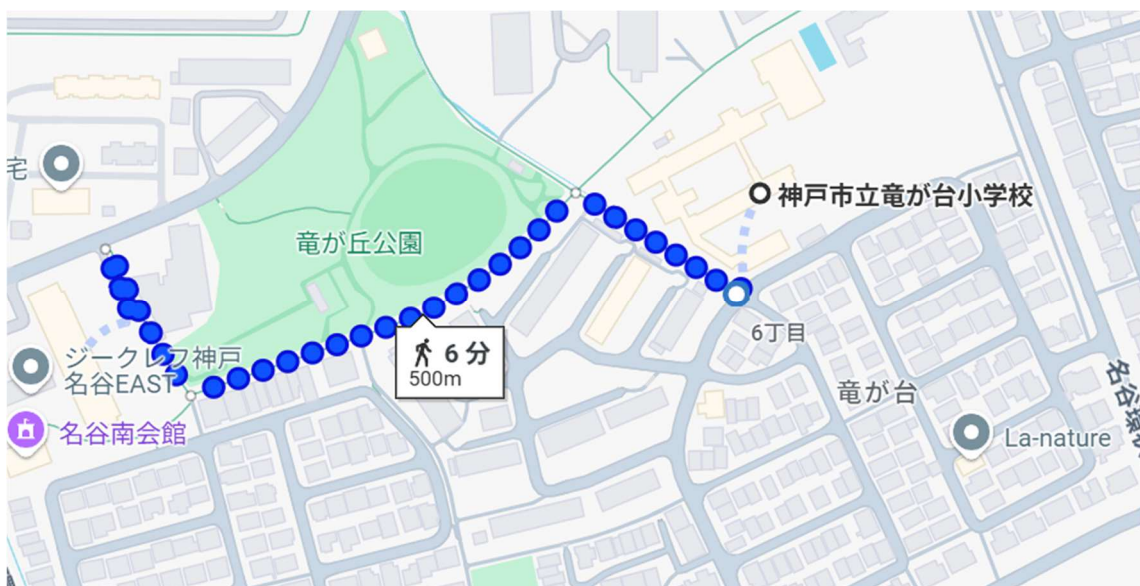 宅
竜が丘公園
神戸市立竜が台小学校
6丁目
6 分
500m
ジークレフ神戸
名谷EAST
名谷南会館
竜が台
La-nature
名谷環状